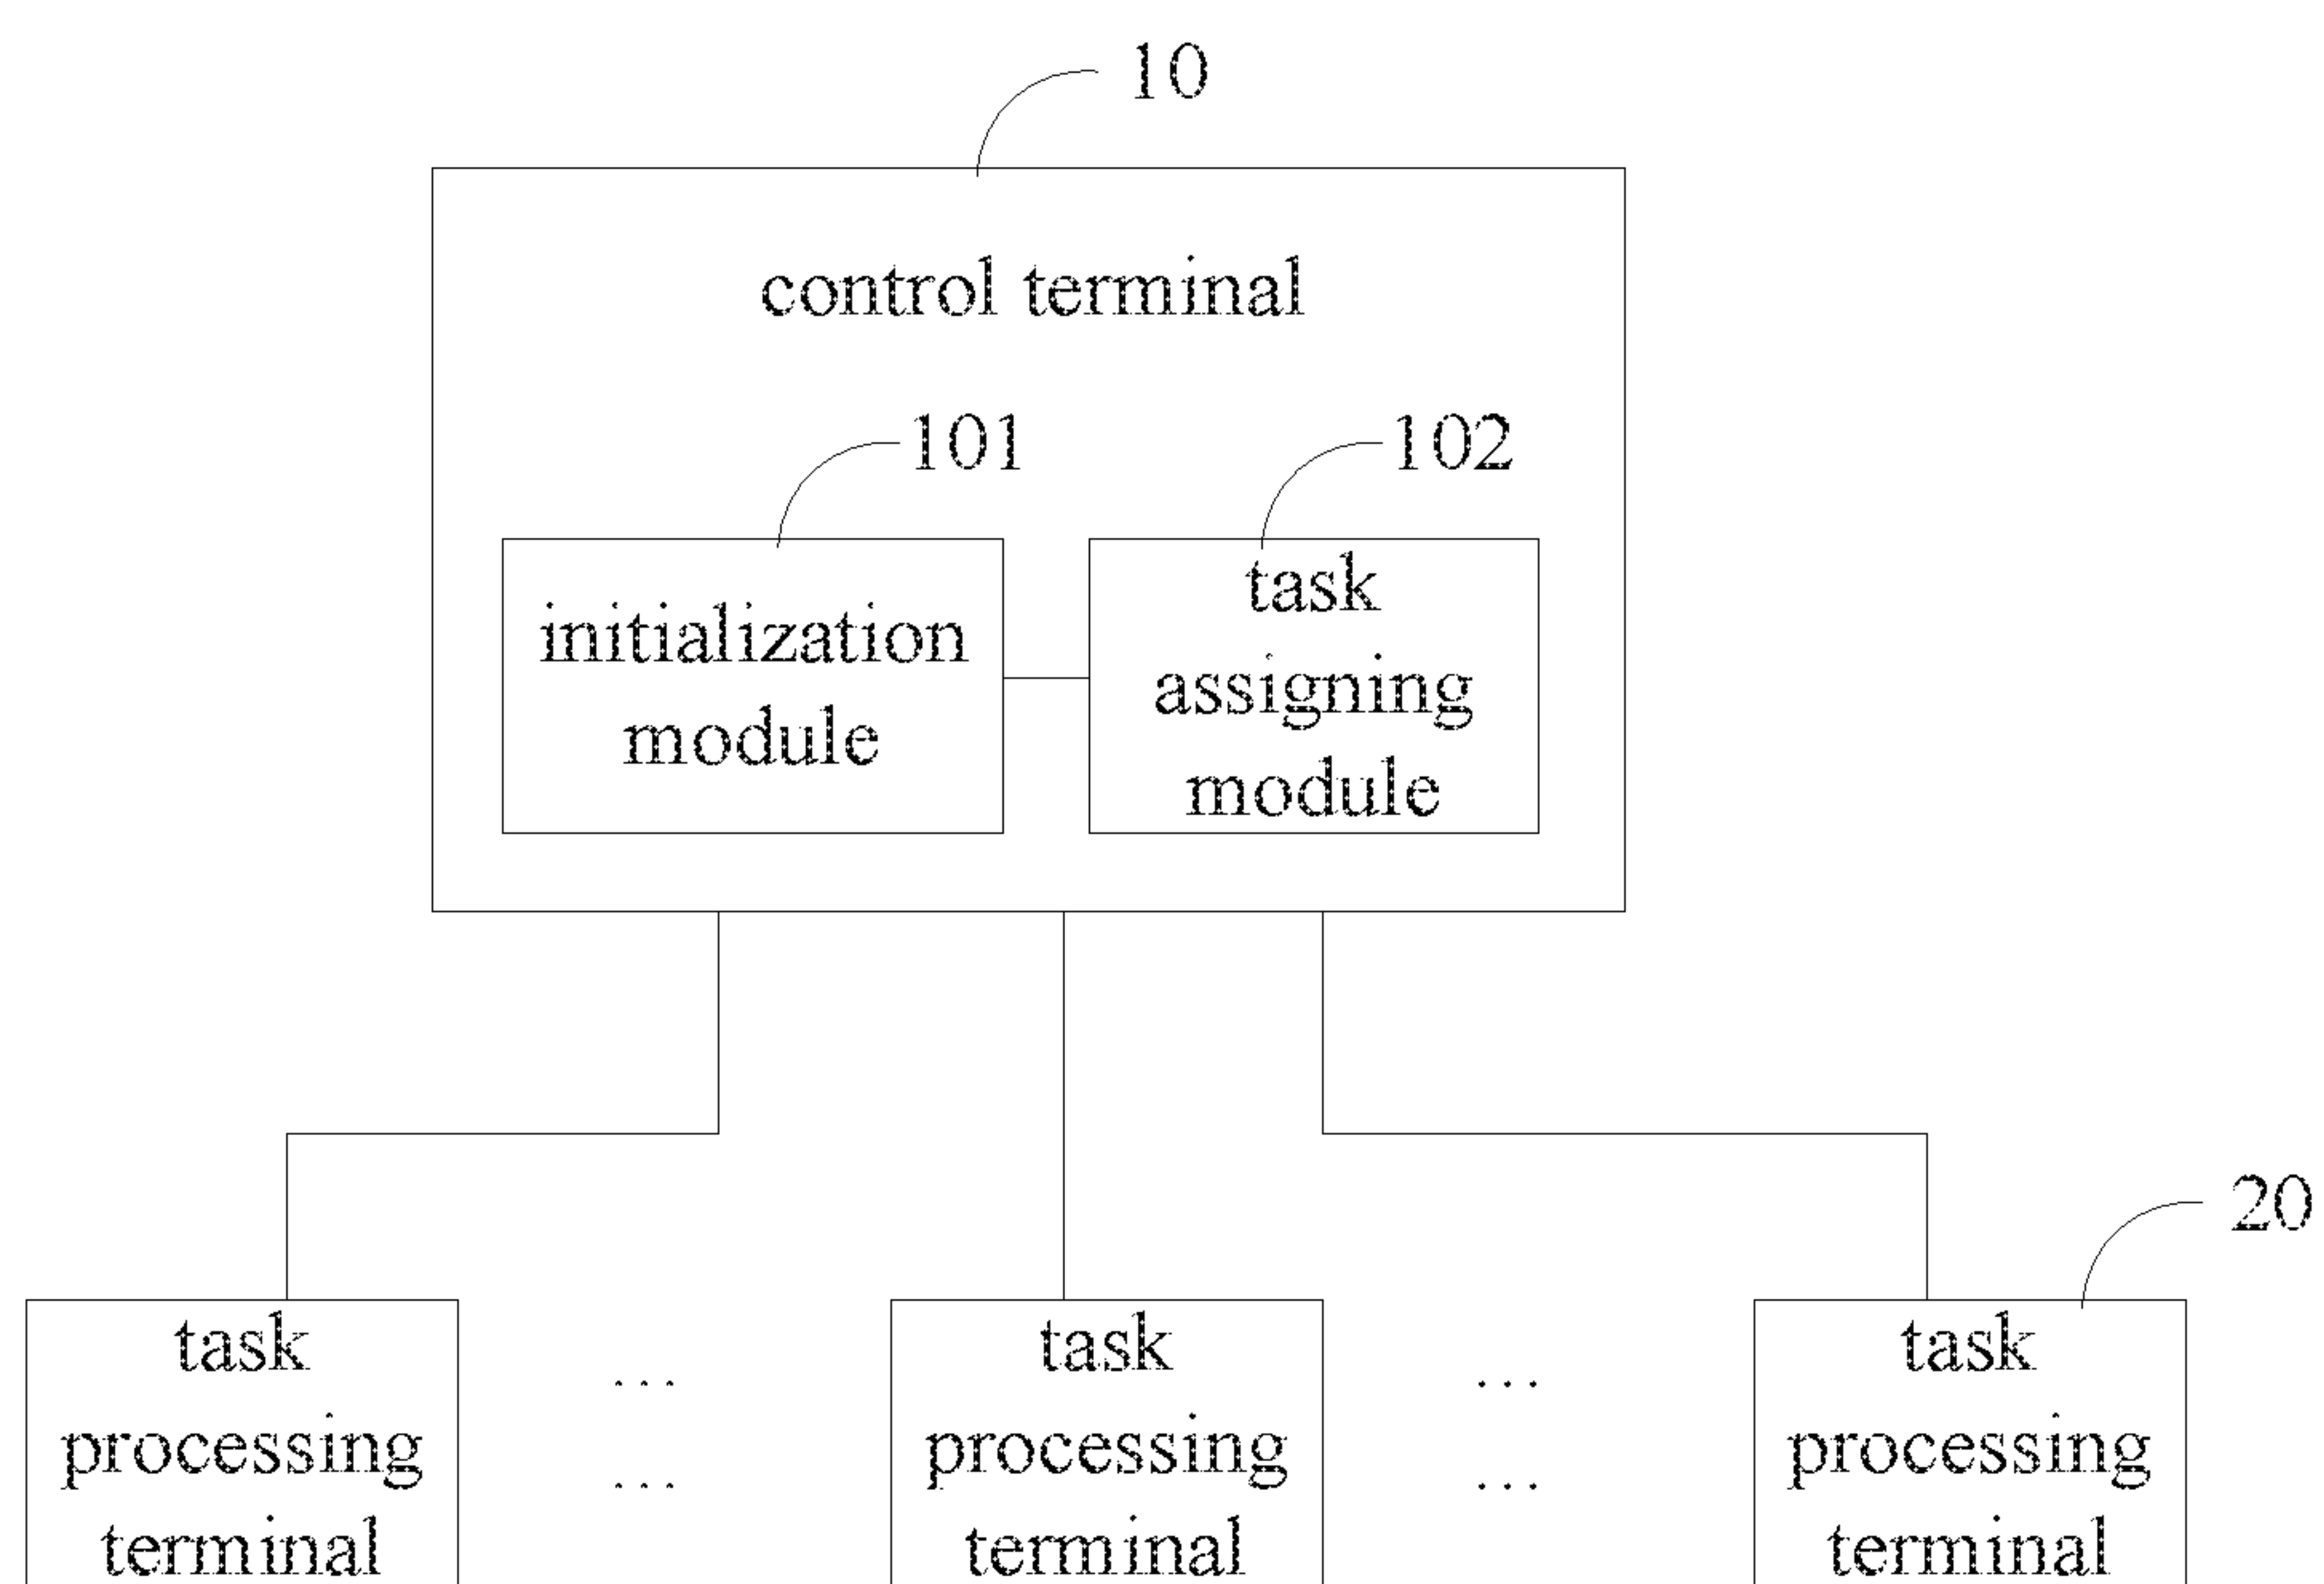 10
control terminal
101
102
initialization
module
task
assigning
module
20
task
processing
terminal
... 
...
task
processing
terminal
...
...
task
processing
terminal